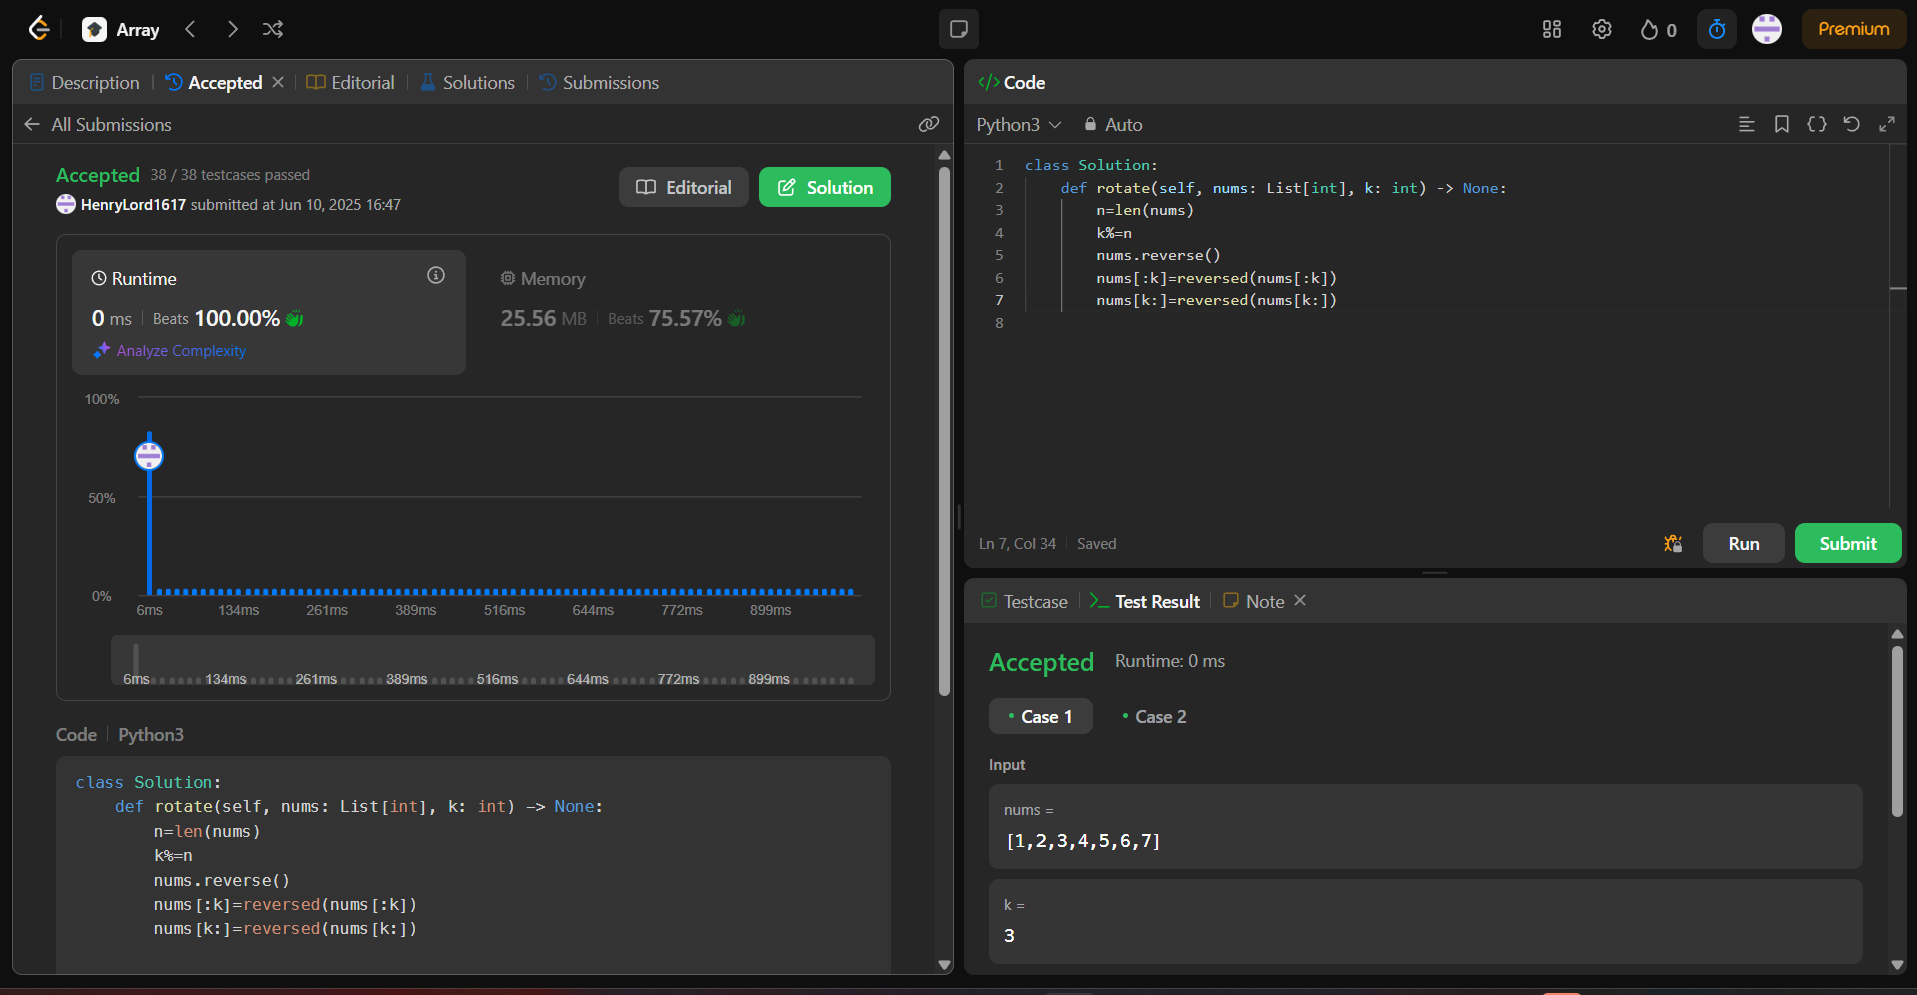 Array
0
Premium
Description
Accepted
Editorial
Solutions
Submissions
All Submissions
Accepted 38 / 38 testcases passed
HenryLord1617 submitted at Jun 10, 2025 16:47
Editorial
Solution
Runtime
0 ms Beats 100.00%
Analyze Complexity
Memory
25.56 MB Beats 75.57%
100%
50%
0%
6ms 134ms 261ms 389ms 516ms 644ms 772ms 899ms
6ms 134ms 261ms 389ms 516ms 644ms 772ms 899ms
Code Python3
class Solution:
    def rotate(self, nums: List[int], k: int) -> None:
        n=len(nums)
        k%=n
        nums.reverse()
        nums[:k]=reversed(nums[:k])
        nums[k:]=reversed(nums[k:])
</> Code
Python3
Auto
1 class Solution:
2     def rotate(self, nums: List[int], k: int) -> None:
3         n=len(nums)
4         k%=n
5         nums.reverse()
6         nums[:k]=reversed(nums[:k])
7         nums[k:]=reversed(nums[k:])
8
Ln 7, Col 34 Saved
Run
Submit
Testcase
Test Result
Note
Accepted Runtime: 0 ms
• Case 1
• Case 2
Input
nums =
[1,2,3,4,5,6,7]
k =
3